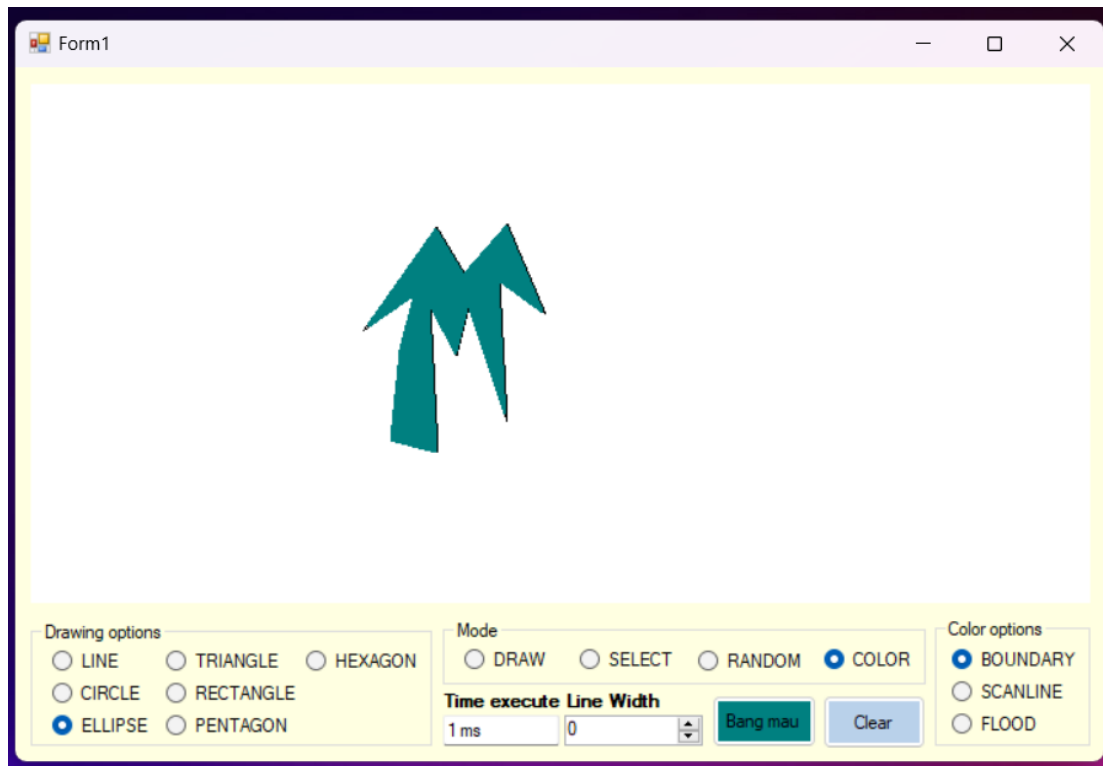 Form1
Drawing options
LINE TRIANGLE HEXAGON
CIRCLE RECTANGLE
ELLIPSE PENTAGON
Mode
DRAW SELECT RANDOM COLOR
Time execute Line Width
1 ms 0 Bang mau Clear
Color options
BOUNDARY
SCANLINE
FLOOD